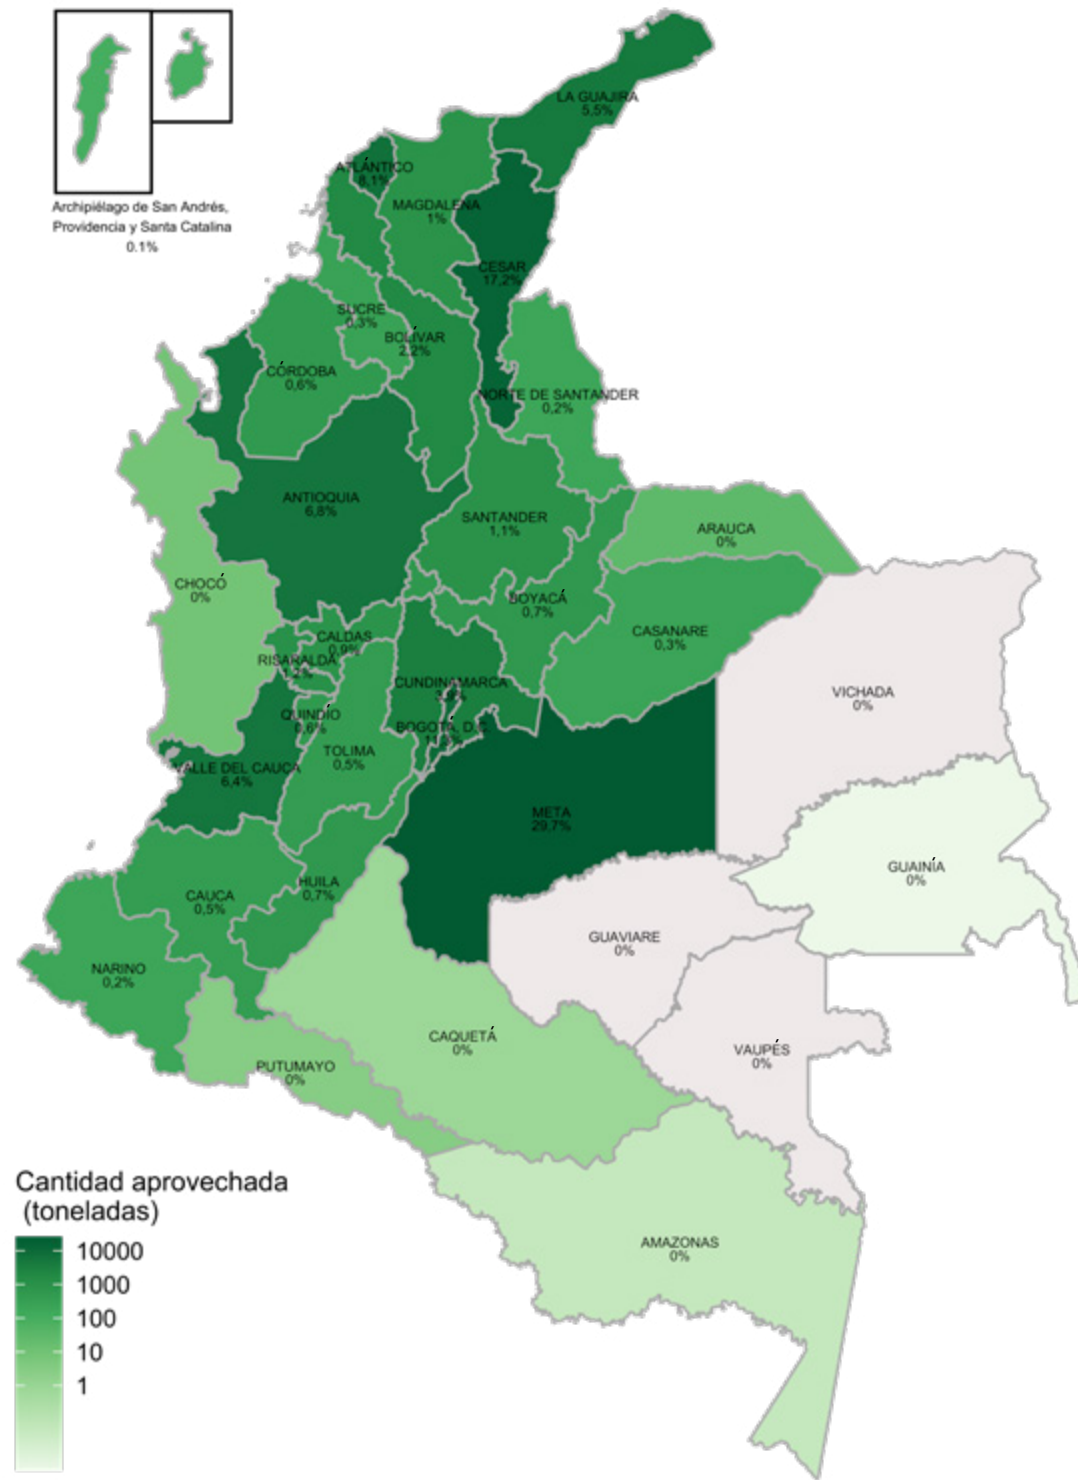 LA GUAJIRA
5,5%
ATLÁNTICO
8,1%
MAGDALENA
1%
Archipiélago de San Andrés,
Providencia y Santa Catalina
0.1%
CESAR
17,2%
SUCRE
0,3%
BOLÍVAR
2,2%
CÓRDOBA
0,6%
NORTE DE SANTANDER
0,2%
ANTIOQUIA
6,8%
SANTANDER
1,1%
ARAUCA
0%
CHOCÓ
0%
BOYACÁ
0,7%
CALDAS
0,9%
CASANARE
0,3%
RISARALDA
1,2%
CUNDINAMARCA
VICHADA
0%
QUINDÍO
0,6%
BOGOTÁ, D.C.
TOLIMA
0,5%
VALLE DEL CAUCA
6,4%
META
29,7%
GUAINÍA
0%
HUILA
0,7%
CAUCA
0,5%
GUAVIARE
0%
NARINO
0,2%
CAQUETÁ
0%
VAUPÉS
0%
PUTUMAYO
0%
AMAZONAS
0%
Cantidad aprovechada
(toneladas)
10000
1000
100
10
1